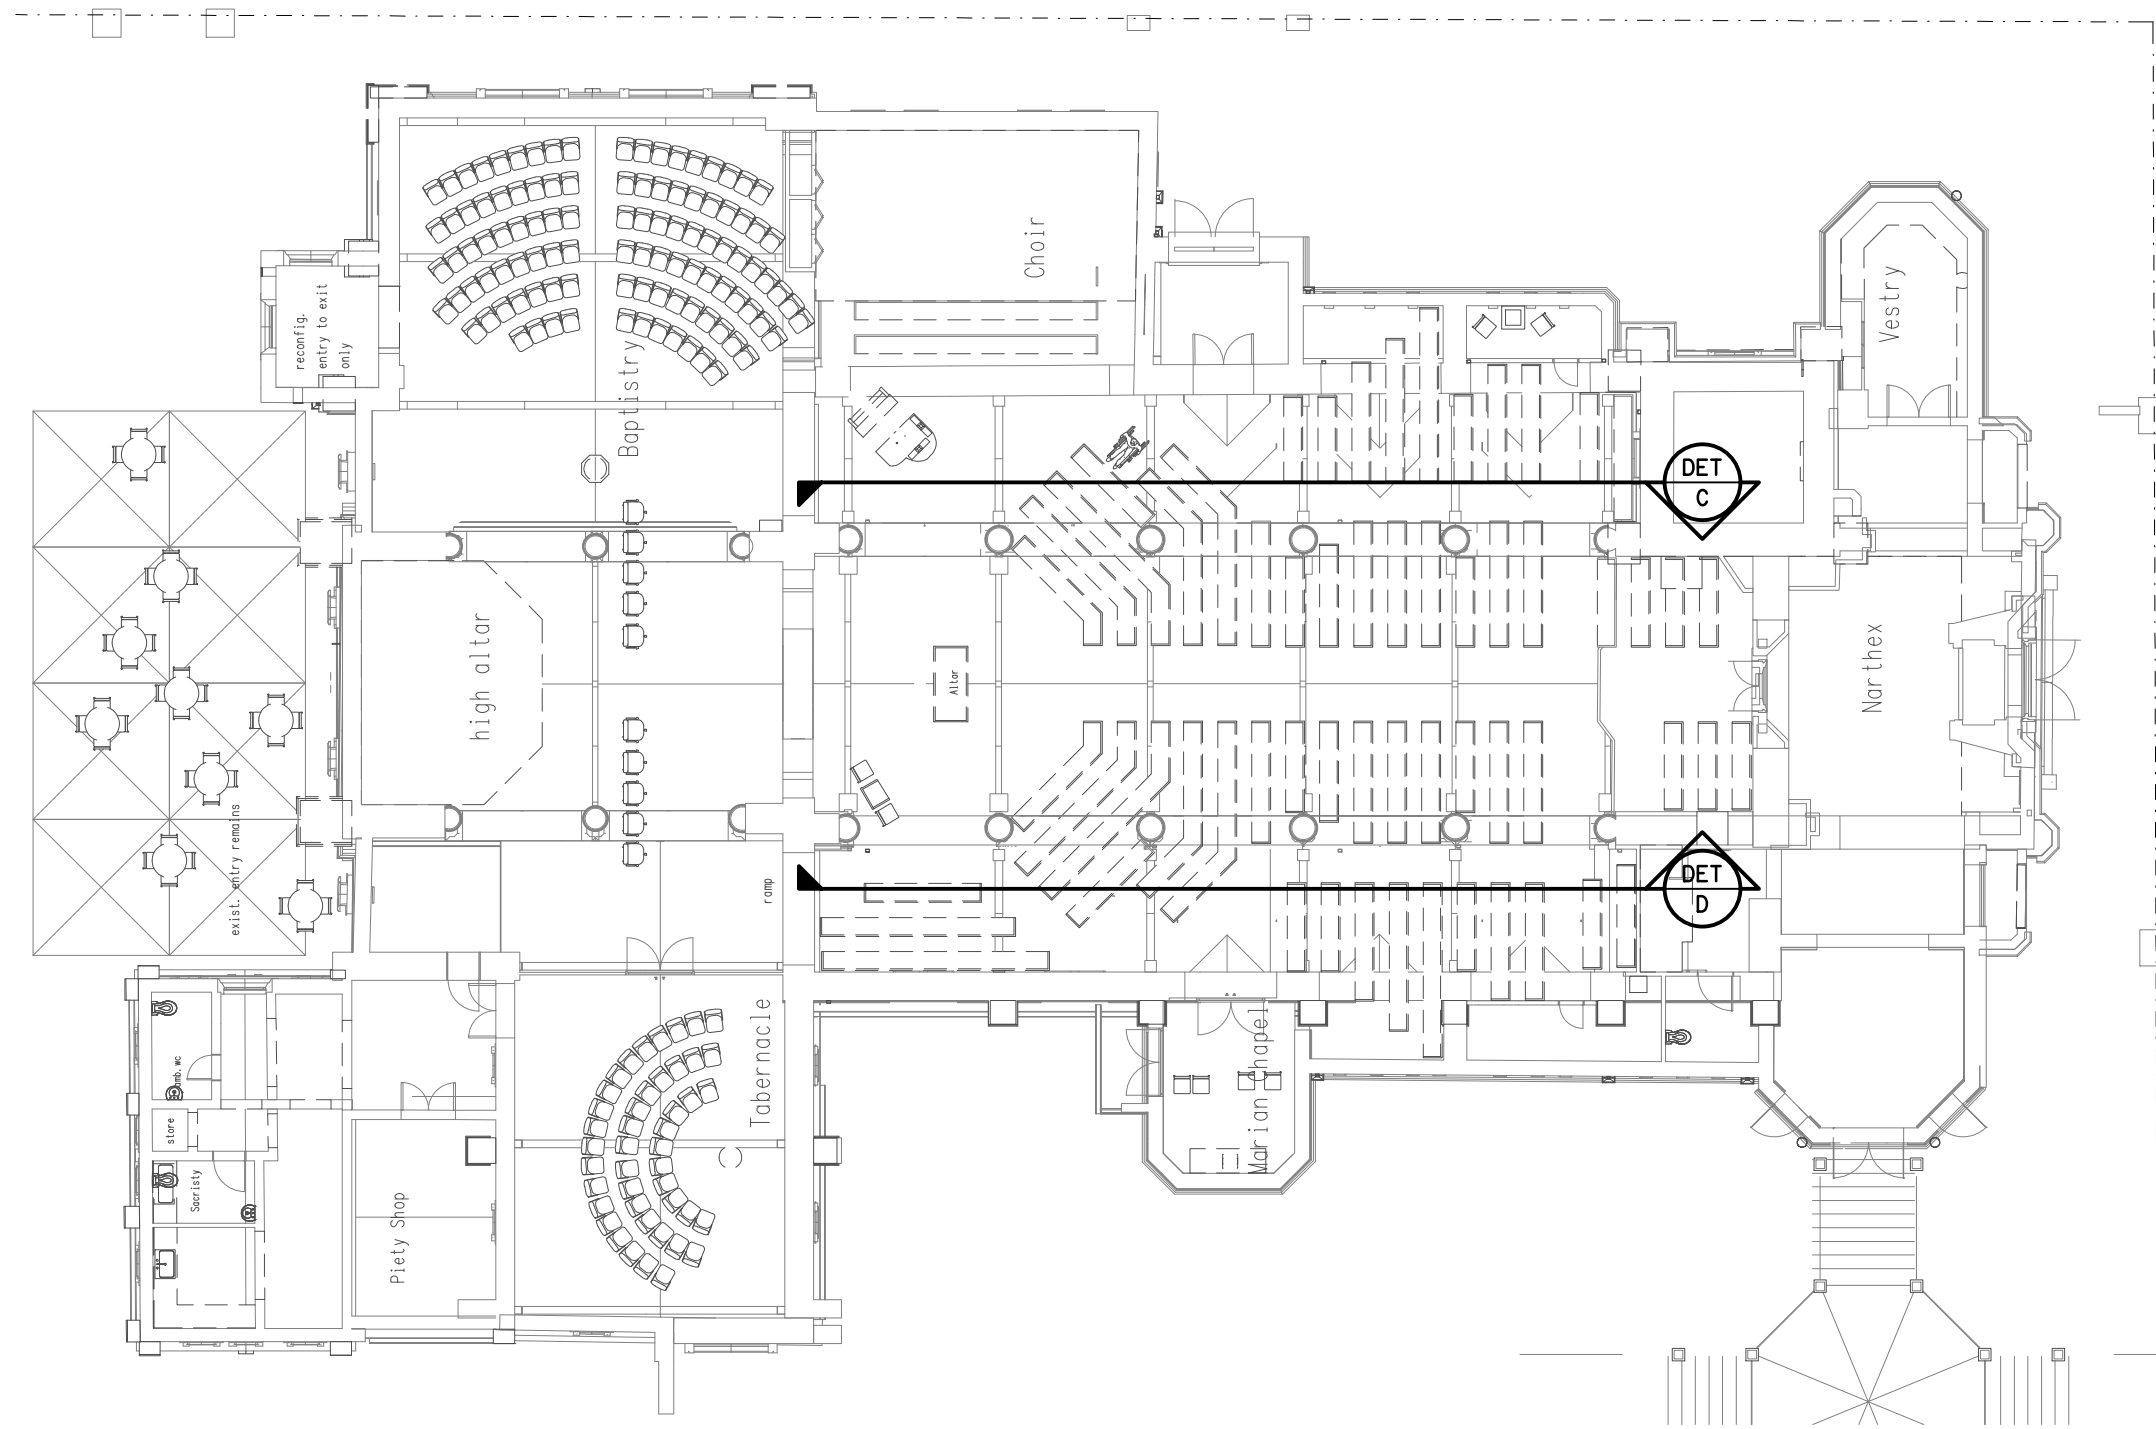 Choir
reconfig.
entry to exit
only
Vestry
Baptistry
DET
C
high altar
Narthex
Altar
exist. entry remains
ramp
DET
D
Tabernacle
Marian Chapel
amb. wc
store
Sacristy
Piety Shop